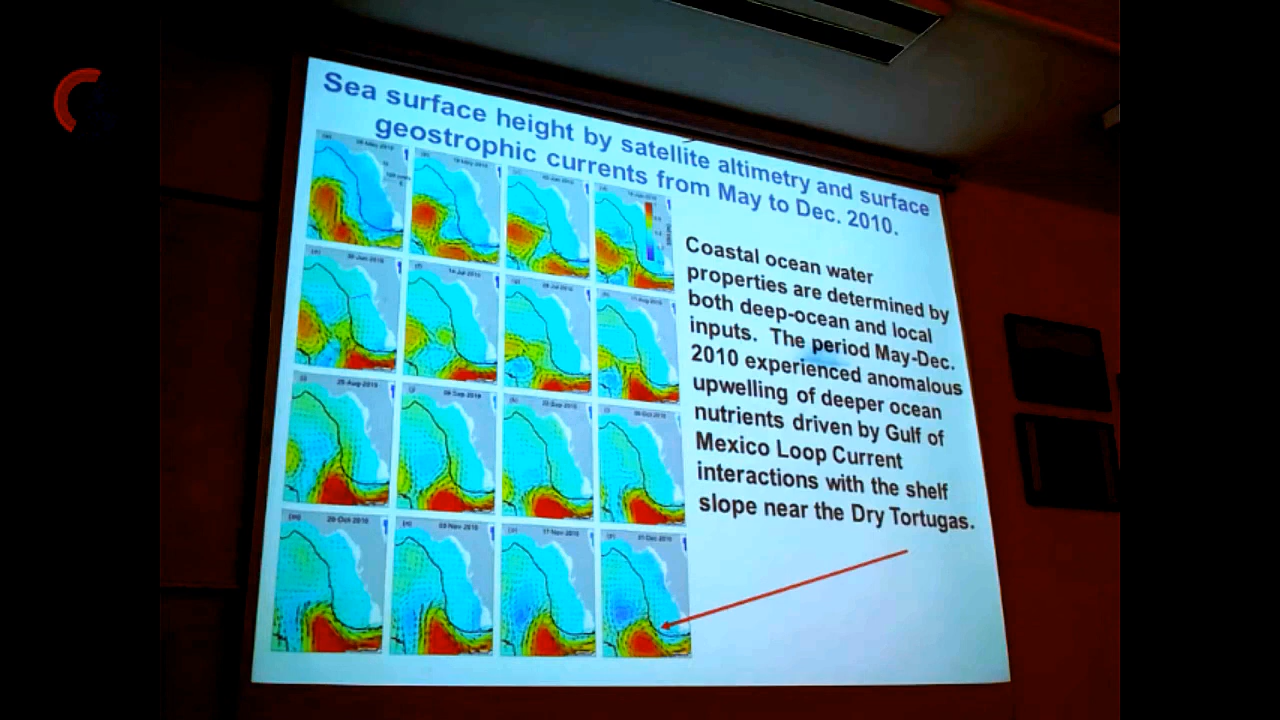 Sea surface height by satellite altimetry and surface
geostrophic currents from May to Dec. 2010.
Coastal ocean water
properties are determined by
both deep-ocean and local
inputs. The period May-Dec.
2010 experienced anomalous
upwelling of deeper ocean
nutrients driven by Gulf of
Mexico Loop Current
interactions with the shelf
slope near the Dry Tortugas.